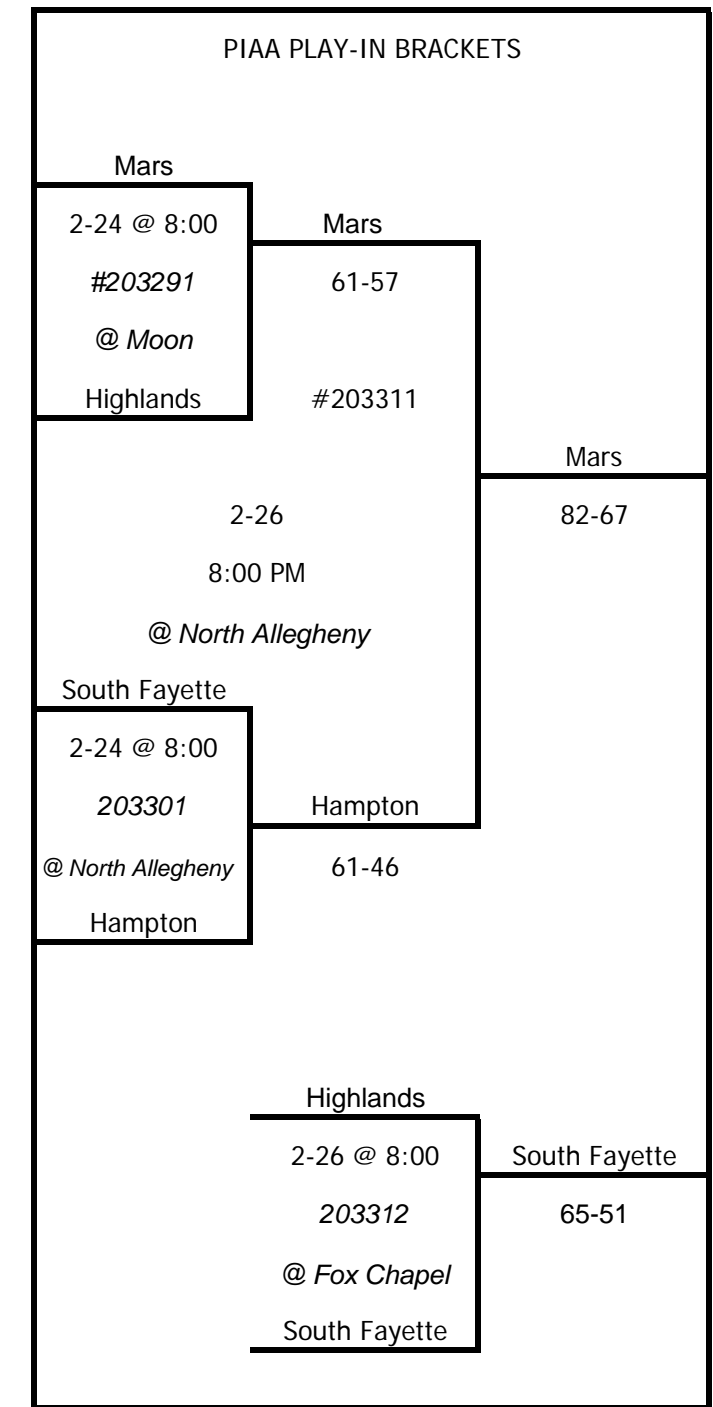 PIAA PLAY-IN BRACKETS
Mars
2-24 @ 8:00
Mars
#203291
61-57
@ Moon
Highlands
#203311
Mars
2-26
82-67
8:00 PM
@ North Allegheny
South Fayette
2-24 @ 8:00
203301
Hampton
@ North Allegheny
61-46
Hampton
Highlands
2-26 @ 8:00
South Fayette
203312
65-51
@ Fox Chapel
South Fayette